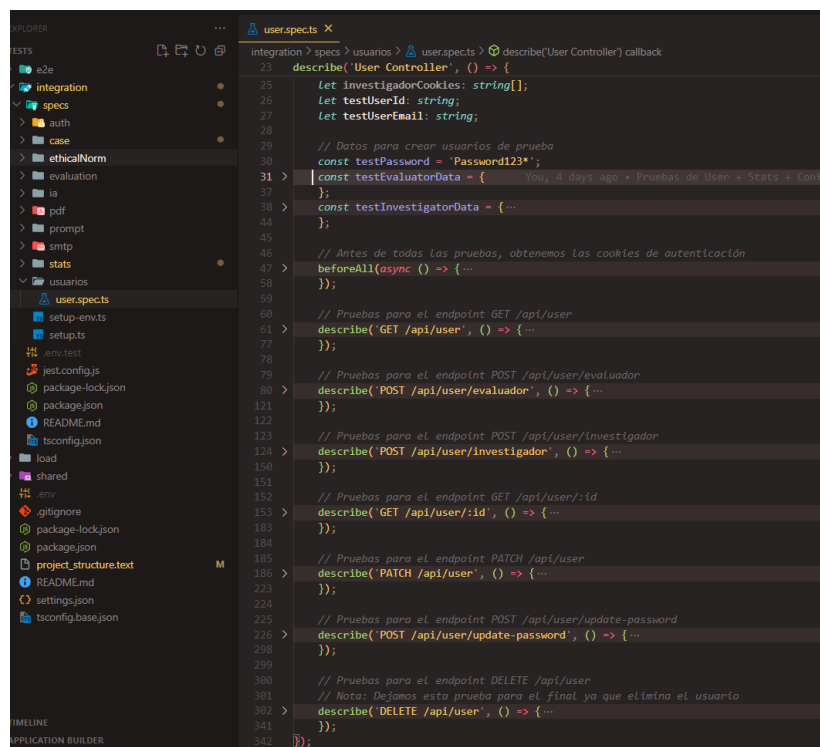 EXPLORER ···
TESTS
e2e
integration
specs
auth
case
ethicalNorm
evaluation
ia
pdf
prompt
smtp
stats
usuarios
user.spec.ts
setup-env.ts
setup.ts
.env.test
jest.config.js
package-lock.json
package.json
README.md
tsconfig.json
load
shared
.env
.gitignore
package-lock.json
package.json
project_structure.text M
README.md
settings.json
tsconfig.base.json
TIMELINE
APPLICATION BUILDER
user.spec.ts
integration > specs > usuarios > user.spec.ts > describe('User Controller') callback
23 describe('User Controller', () => {
25 let investigadorCookies: string[];
26 let testUserId: string;
27 let testUserEmail: string;
28
29 // Datos para crear usuarios de prueba
30 const testPassword = 'Password123*';
31 const testEvaluatorData = { You, 4 days ago • Pruebas de User + Stats + Con
37 };
38 const testInvestigatorData = {···
44 };
45
46 // Antes de todas las pruebas, obtenemos las cookies de autenticación
47 beforeAll(async () => {···
58 });
59
60 // Pruebas para el endpoint GET /api/user
61 describe('GET /api/user', () => {···
77 });
78
79 // Pruebas para el endpoint POST /api/user/evaluador
80 describe('POST /api/user/evaluador', () => {···
121 });
122
123 // Pruebas para el endpoint POST /api/user/investigador
124 describe('POST /api/user/investigador', () => {···
150 });
151
152 // Pruebas para el endpoint GET /api/user/:id
153 describe('GET /api/user/:id', () => {···
183 });
184
185 // Pruebas para el endpoint PATCH /api/user
186 describe('PATCH /api/user', () => {···
223 });
224
225 // Pruebas para el endpoint POST /api/user/update-password
226 describe('POST /api/user/update-password', () => {···
298 });
299
300 // Pruebas para el endpoint DELETE /api/user
301 // Nota: Dejamos esta prueba para el final ya que elimina el usuario
302 describe('DELETE /api/user', () => {···
341 });
342 });